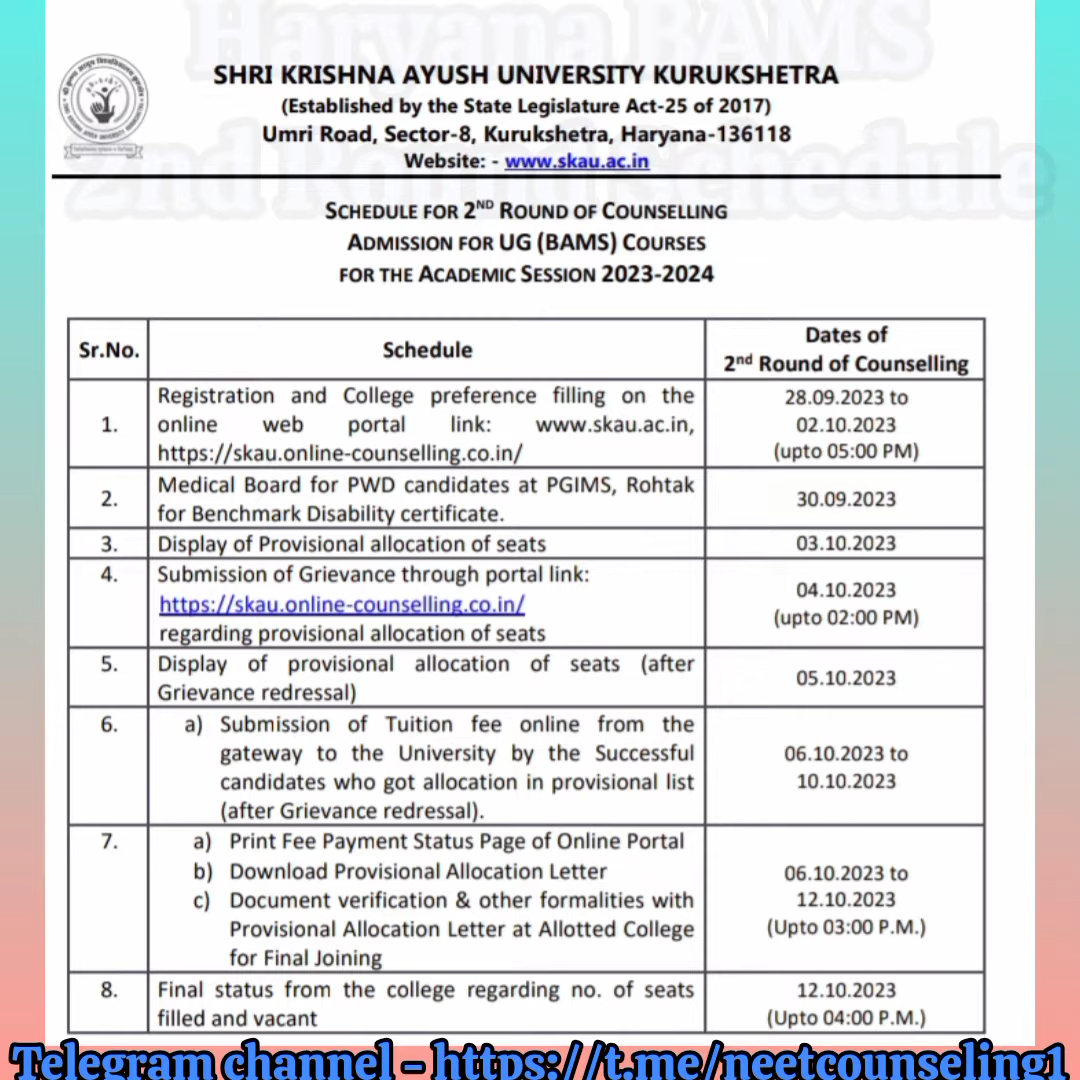 Haryana BAMS
2nd Round Schedule
SHRI KRISHNA AYUSH UNIVERSITY KURUKSHETRA
(Established by the State Legislature Act-25 of 2017)
Umri Road, Sector-8, Kurukshetra, Haryana-136118
Website: - www.skau.ac.in
SCHEDULE FOR 2ND ROUND OF COUNSELLING
ADMISSION FOR UG (BAMS) COURSES
FOR THE ACADEMIC SESSION 2023-2024
Sr.No.
Schedule
Dates of
2nd Round of Counselling
1.
Registration and College preference filling on the
online web portal link: www.skau.ac.in,
https://skau.online-counselling.co.in/
28.09.2023 to
02.10.2023
(upto 05:00 PM)
2.
Medical Board for PWD candidates at PGIMS, Rohtak
for Benchmark Disability certificate.
30.09.2023
3.
Display of Provisional allocation of seats
03.10.2023
4.
Submission of Grievance through portal link:
https://skau.online-counselling.co.in/
regarding provisional allocation of seats
04.10.2023
(upto 02:00 PM)
5.
Display of provisional allocation of seats (after
Grievance redressal)
05.10.2023
6.
a) Submission of Tuition fee online from the
gateway to the University by the Successful
candidates who got allocation in provisional list
(after Grievance redressal).
06.10.2023 to
10.10.2023
7.
a) Print Fee Payment Status Page of Online Portal
b) Download Provisional Allocation Letter
c) Document verification & other formalities with
Provisional Allocation Letter at Allotted College
for Final Joining
06.10.2023 to
12.10.2023
(Upto 03:00 P.M.)
8.
Final status from the college regarding no. of seats
filled and vacant
12.10.2023
(Upto 04:00 P.M.)
Telegram channel - https://t.me/neetcounseling1